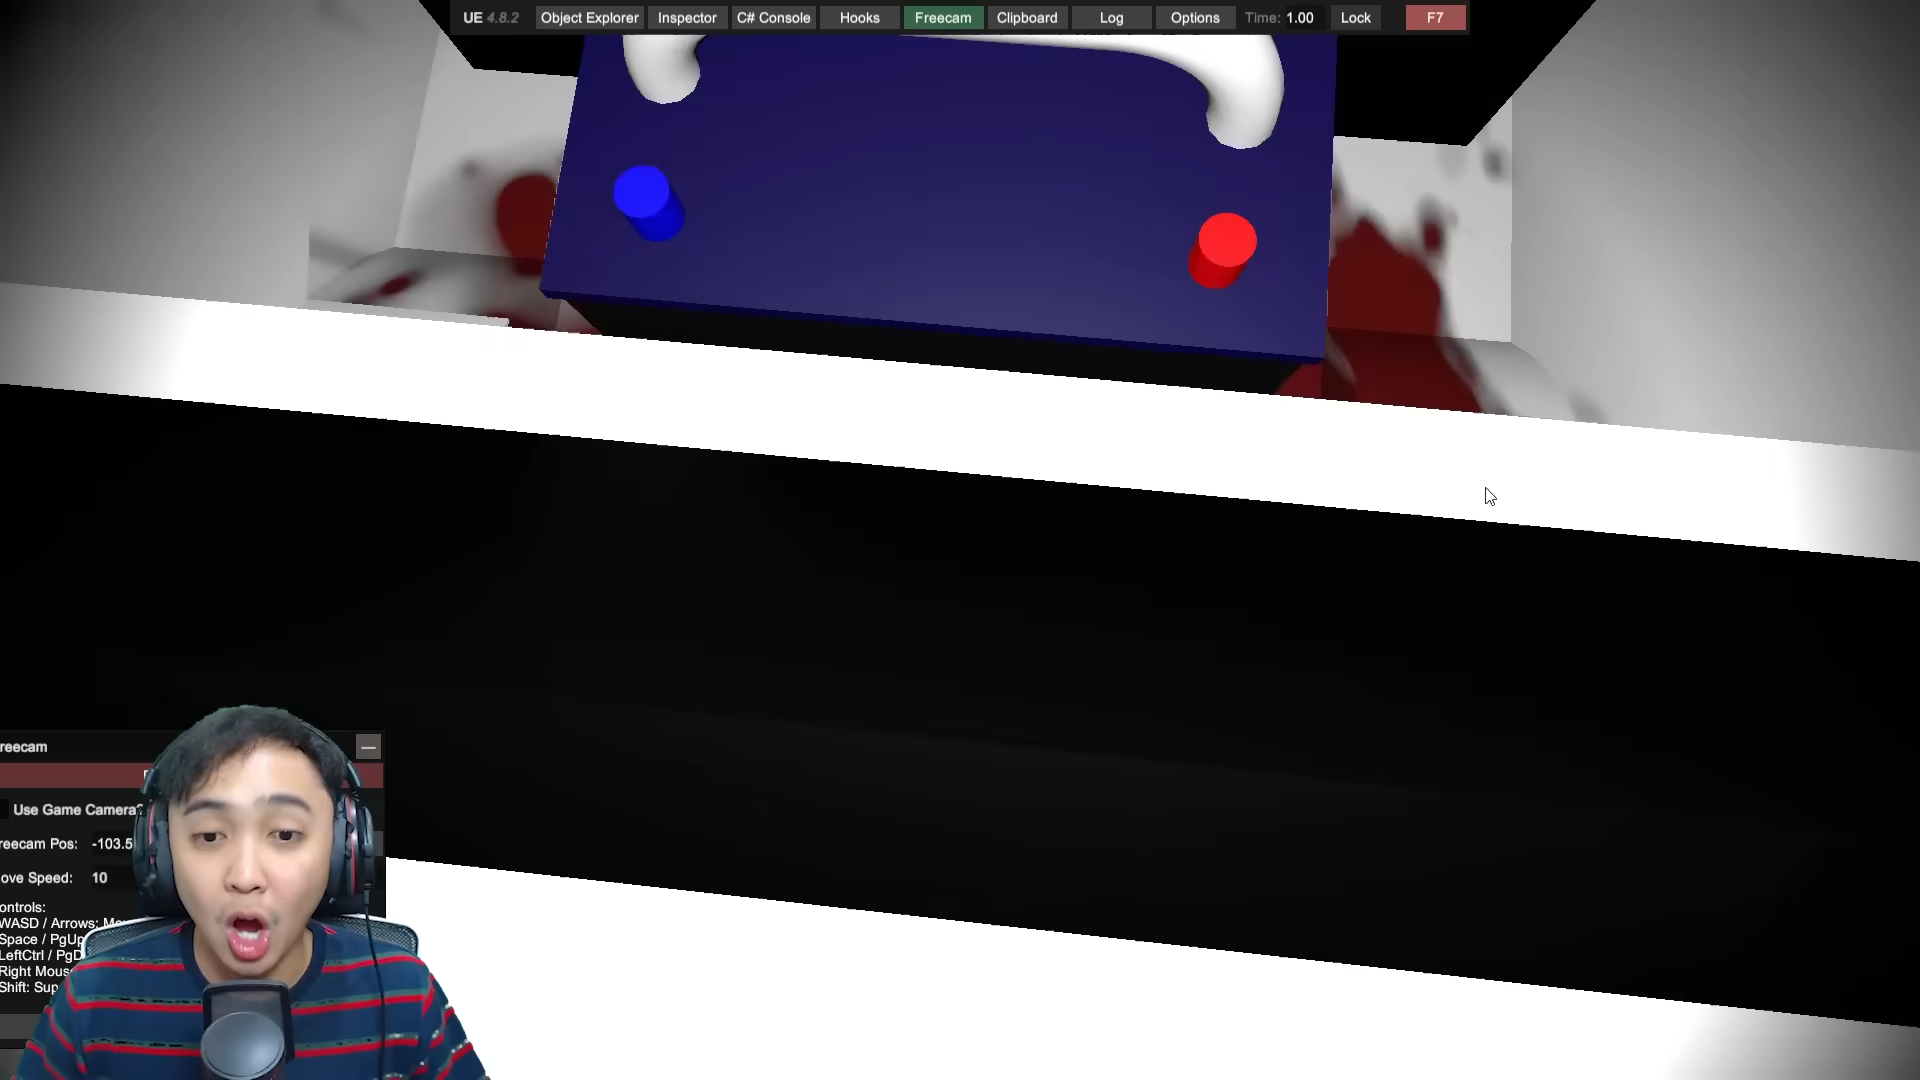 UE 4.8.2 Object Explorer Inspector C# Console Hooks Freecam Clipboard Log Options Time: 1.00 Lock F7
reecam
Use Game Camera?
reecam Pos: -103.5
ove Speed: 10
ontrols:
WASD / Arrows: Mo
Space / PgUp
LeftCtrl / PgD
Right Mouse
Shift: Sup